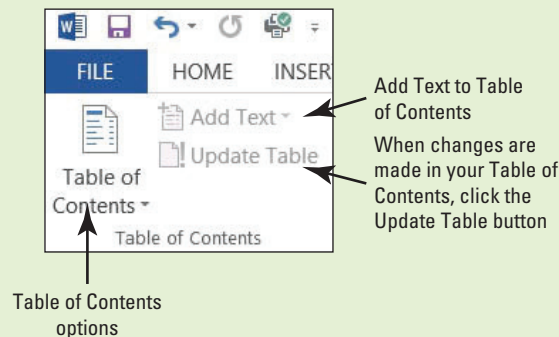 FILE HOME INSER
Add Text
Update Table
Table of
Contents
Table of Contents
Add Text to Table
of Contents
When changes are
made in your Table of
Contents, click the
Update Table button
Table of Contents
options